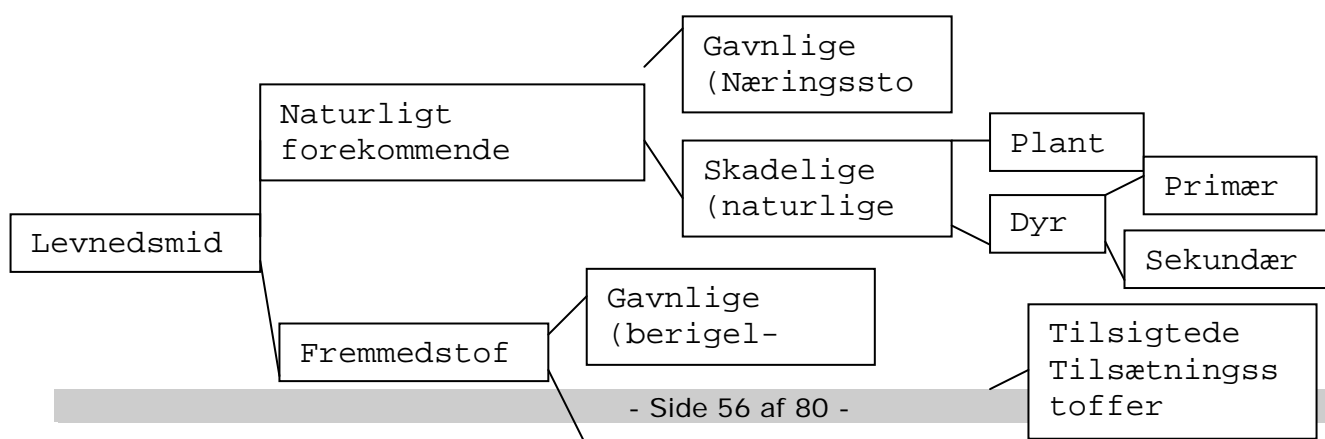 Gavnlige
(Næringssto
Naturligt
forekommende
Skadelige
(naturlige
Plant
Primær
Levnedsmid
Dyr
Sekundær
Gavnlige
(berigel-
Fremmedstof
Tilsigtede
Tilsætningss
toffer
- Side 56 af 80 -